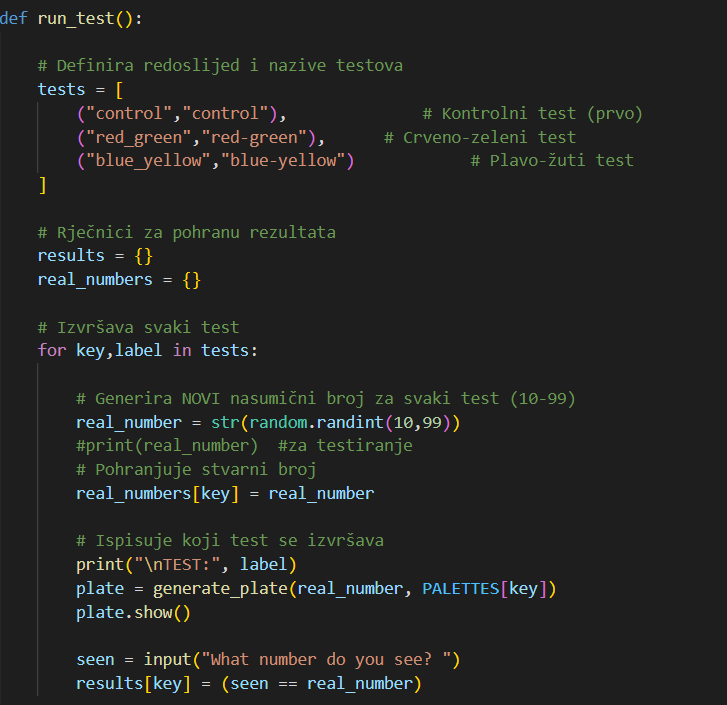 def run_test():
# Definira redoslijed i nazive testova
tests = [
("control","control"), # Kontrolni test (prvo)
("red_green","red-green"), # Crveno-zeleni test
("blue_yellow","blue-yellow") # Plavo-žuti test
]
# Rječnici za pohranu rezultata
results = {}
real_numbers = {}
# Izvršava svaki test
for key,label in tests:
# Generira NOVI nasumični broj za svaki test (10-99)
real_number = str(random.randint(10,99))
#print(real_number) #za testiranje
# Pohranjuje stvarni broj
real_numbers[key] = real_number
# Ispisuje koji test se izvršava
print("\nTEST:", label)
plate = generate_plate(real_number, PALETTES[key])
plate.show()
seen = input("What number do you see? ")
results[key] = (seen == real_number)